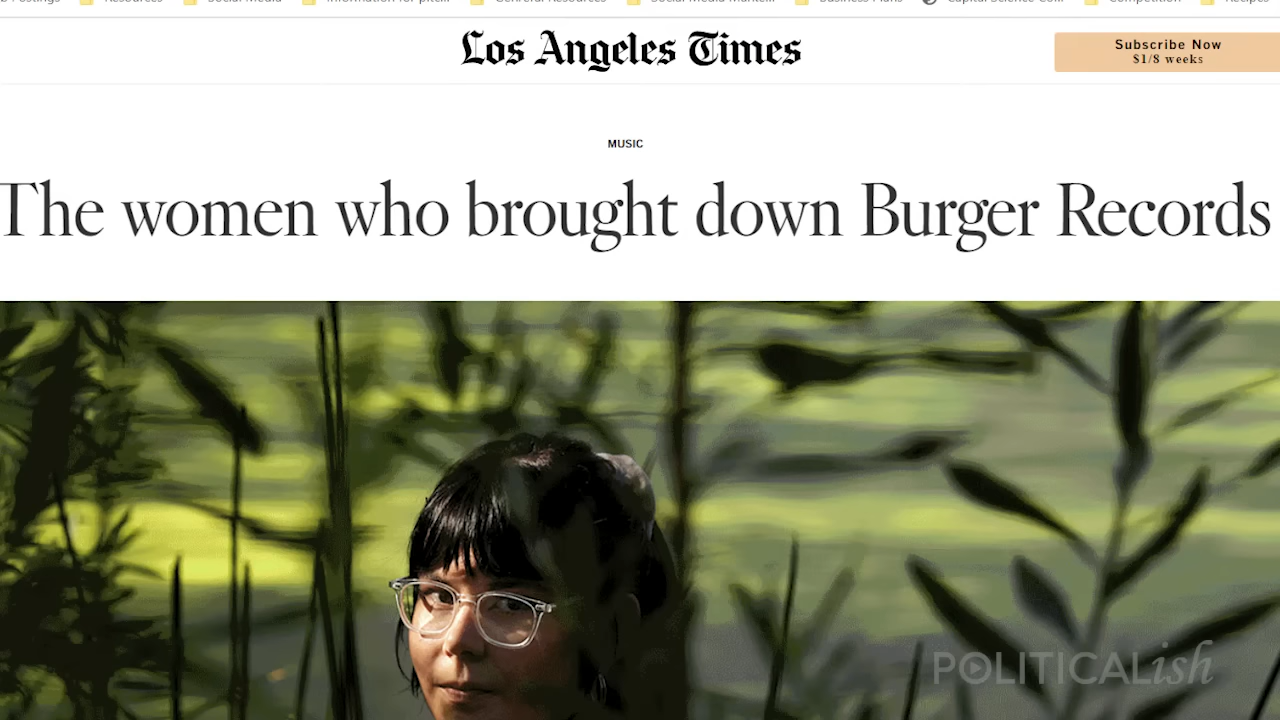 Los Angeles Times
Subscribe Now
$1/8 weeks
MUSIC
The women who brought down Burger Records
POLITICALish